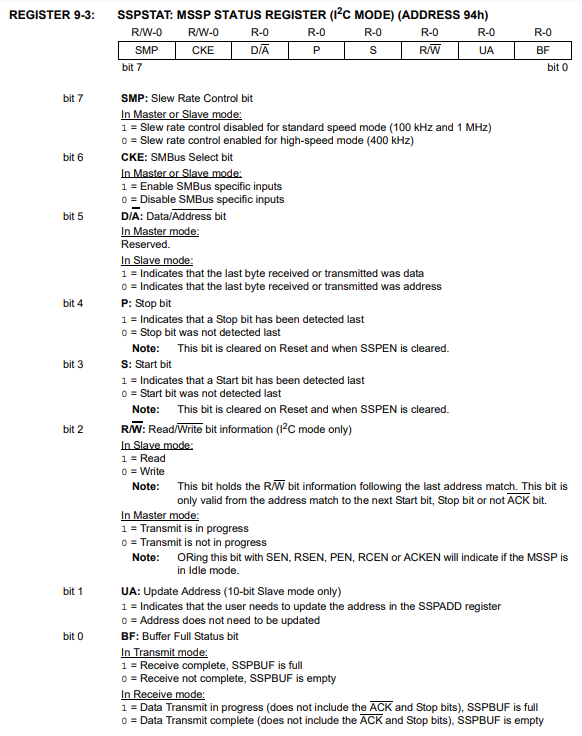 REGISTER 9-3: SSPSTAT: MSSP STATUS REGISTER (I²C MODE) (ADDRESS 94h)
R/W-0 R/W-0 R-0 R-0 R-0 R-0 R-0 R-0
SMP CKE D/A̅ P S R/W̅ UA BF
bit 7 bit 0
bit 7 SMP: Slew Rate Control bit
In Master or Slave mode:
1 = Slew rate control disabled for standard speed mode (100 kHz and 1 MHz)
0 = Slew rate control enabled for high-speed mode (400 kHz)
bit 6 CKE: SMBus Select bit
In Master or Slave mode:
1 = Enable SMBus specific inputs
0 = Disable SMBus specific inputs
bit 5 D/A̅: Data/Address bit
In Master mode:
Reserved.
In Slave mode:
1 = Indicates that the last byte received or transmitted was data
0 = Indicates that the last byte received or transmitted was address
bit 4 P: Stop bit
1 = Indicates that a Stop bit has been detected last
0 = Stop bit was not detected last
Note: This bit is cleared on Reset and when SSPEN is cleared.
bit 3 S: Start bit
1 = Indicates that a Start bit has been detected last
0 = Start bit was not detected last
Note: This bit is cleared on Reset and when SSPEN is cleared.
bit 2 R/W̅: Read/Write bit information (I²C mode only)
In Slave mode:
1 = Read
0 = Write
Note: This bit holds the R/W̅ bit information following the last address match. This bit is
only valid from the address match to the next Start bit, Stop bit or not ACK bit.
In Master mode:
1 = Transmit is in progress
0 = Transmit is not in progress
Note: ORing this bit with SEN, RSEN, PEN, RCEN or ACKEN will indicate if the MSSP is
in Idle mode.
bit 1 UA: Update Address (10-bit Slave mode only)
1 = Indicates that the user needs to update the address in the SSPADD register
0 = Address does not need to be updated
bit 0 BF: Buffer Full Status bit
In Transmit mode:
1 = Receive complete, SSPBUF is full
0 = Receive not complete, SSPBUF is empty
In Receive mode:
1 = Data Transmit in progress (does not include the ACK and Stop bits), SSPBUF is full
0 = Data Transmit complete (does not include the ACK and Stop bits), SSPBUF is empty